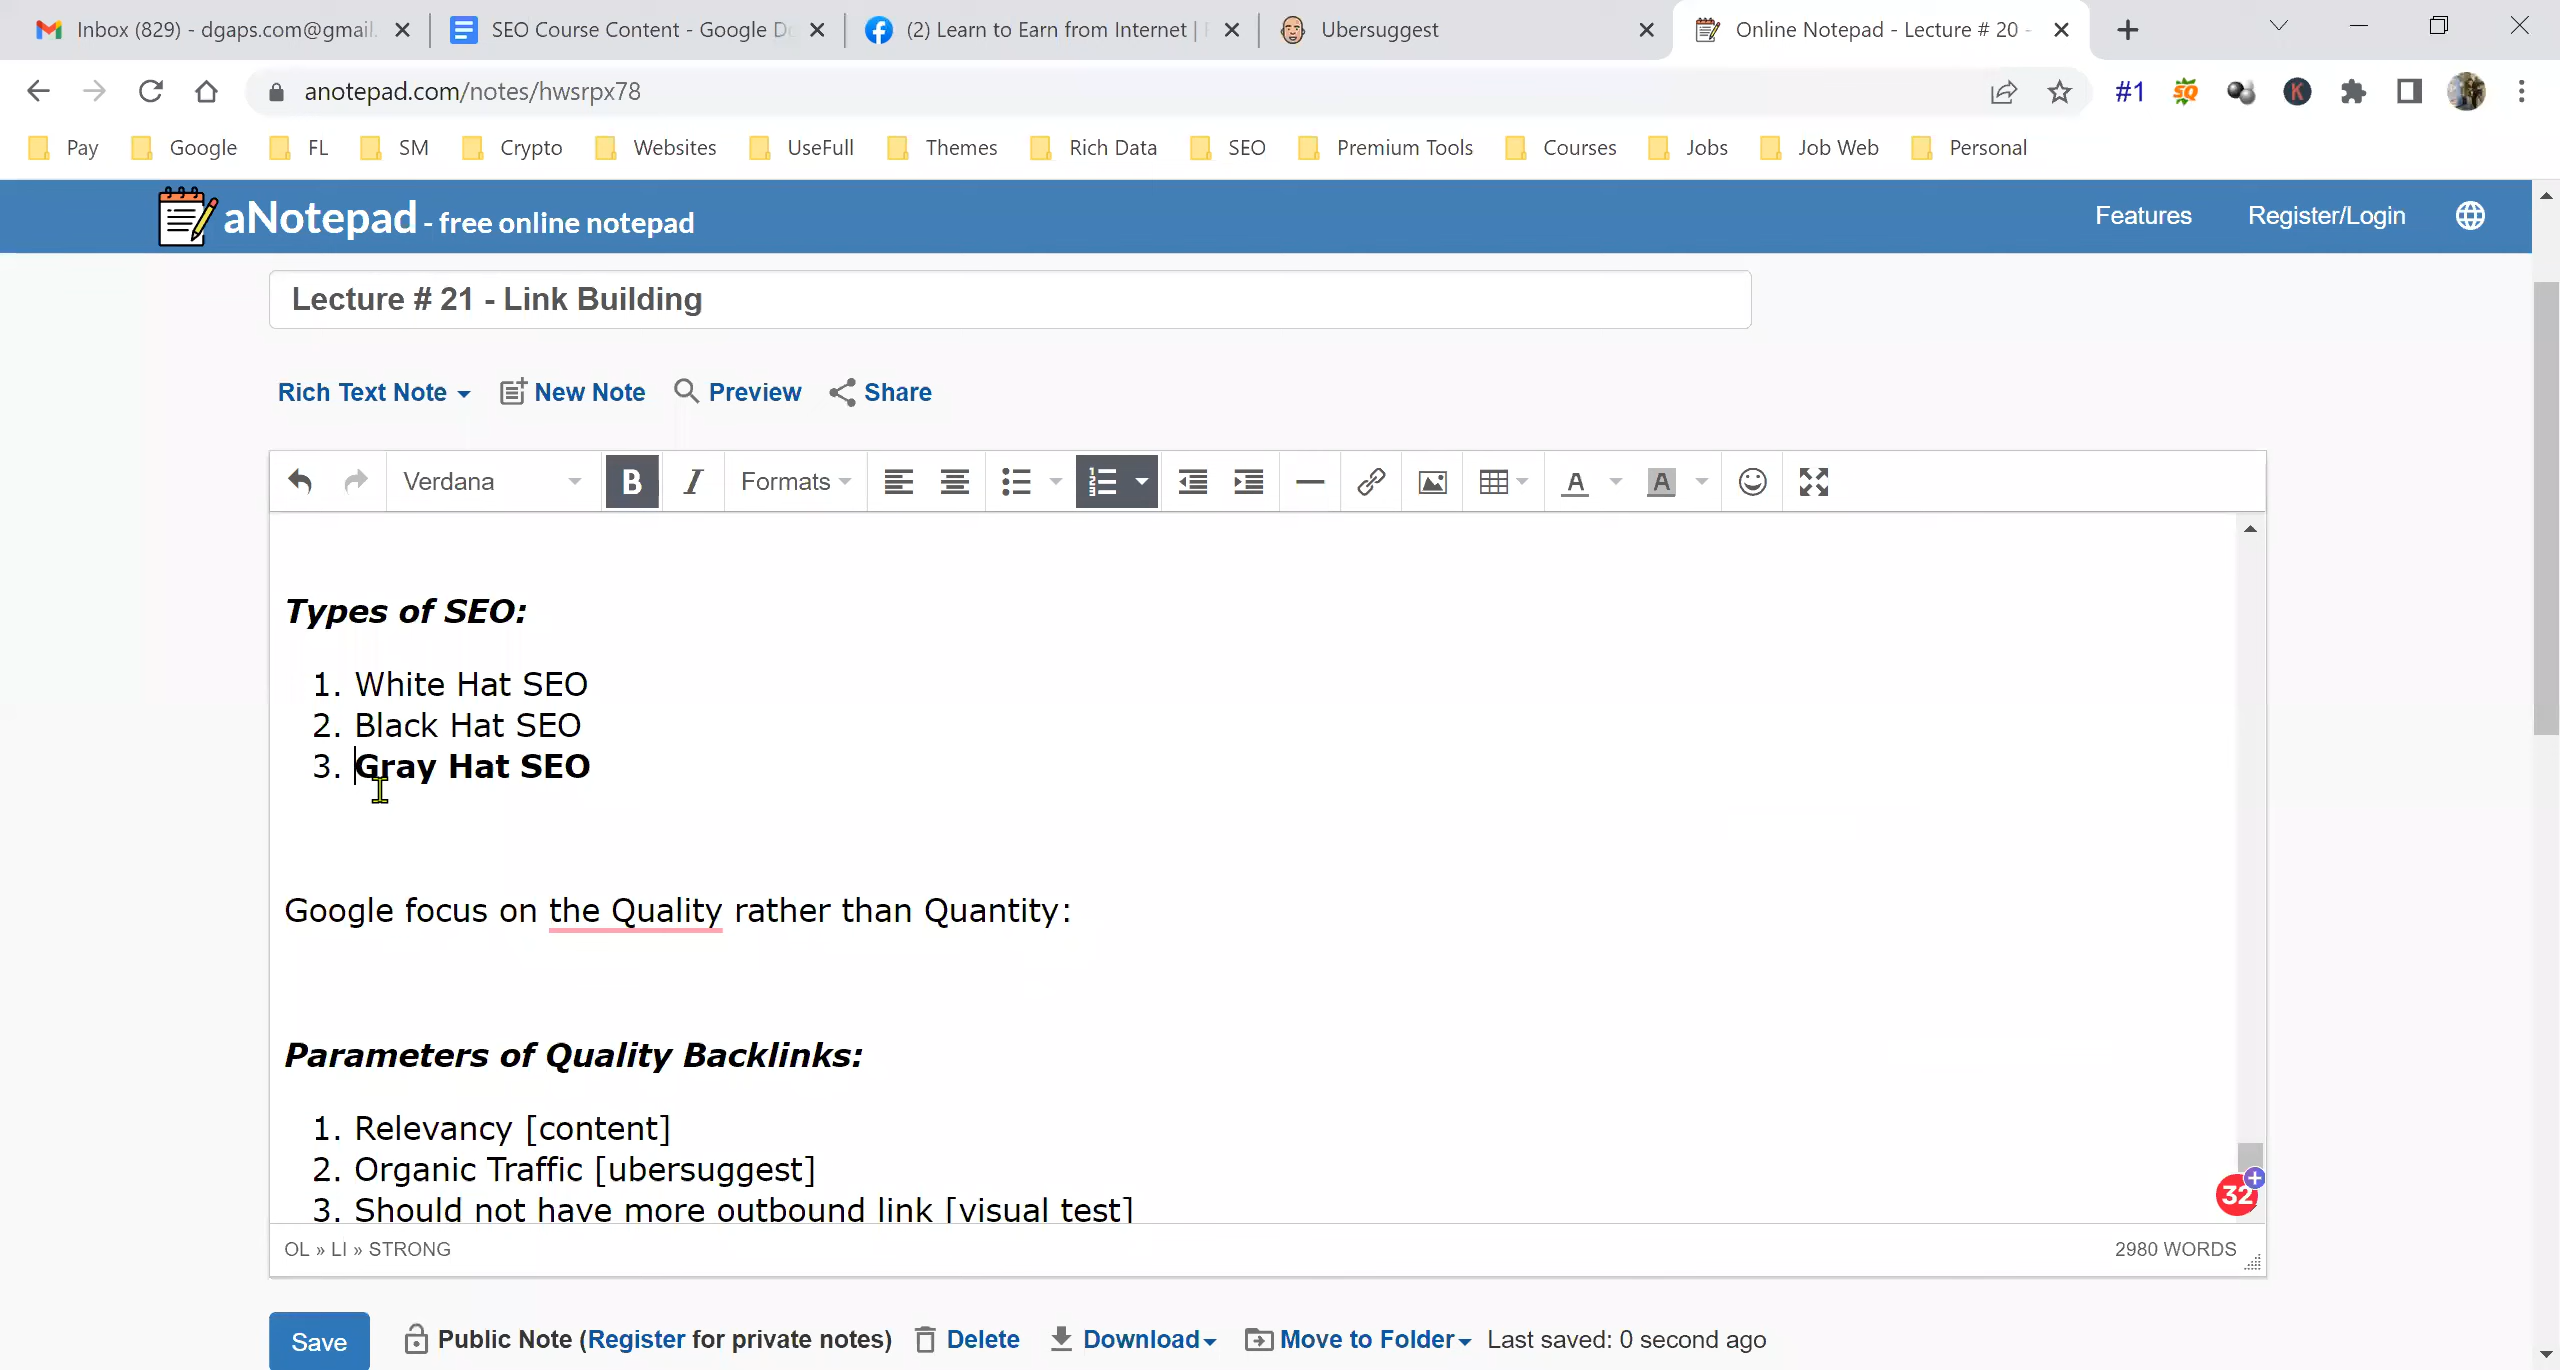 Inbox (829) - dgaps.com@gmail.
SEO Course Content - Google
(2) Learn to Earn from Internet |
Ubersuggest
Online Notepad - Lecture # 20 -
anotepad.com/notes/hwsrpx78
#1
SQ
K
Pay
Google
FL
SM
Crypto
Websites
UseFull
Themes
Rich Data
SEO
Premium Tools
Courses
Jobs
Job Web
Personal
aNotepad - free online notepad
Features
Register/Login
Lecture # 21 - Link Building
Rich Text Note
New Note
Preview
Share
Verdana
B
I
Formats
A
A
Types of SEO:
1. White Hat SEO
2. Black Hat SEO
3. Gray Hat SEO
Google focus on the Quality rather than Quantity:
Parameters of Quality Backlinks:
1. Relevancy [content]
2. Organic Traffic [ubersuggest]
3. Should not have more outbound link [visual test]
32
OL » LI » STRONG
2980 WORDS
Save
Public Note (Register for private notes)
Delete
Download
Move to Folder
Last saved: 0 second ago